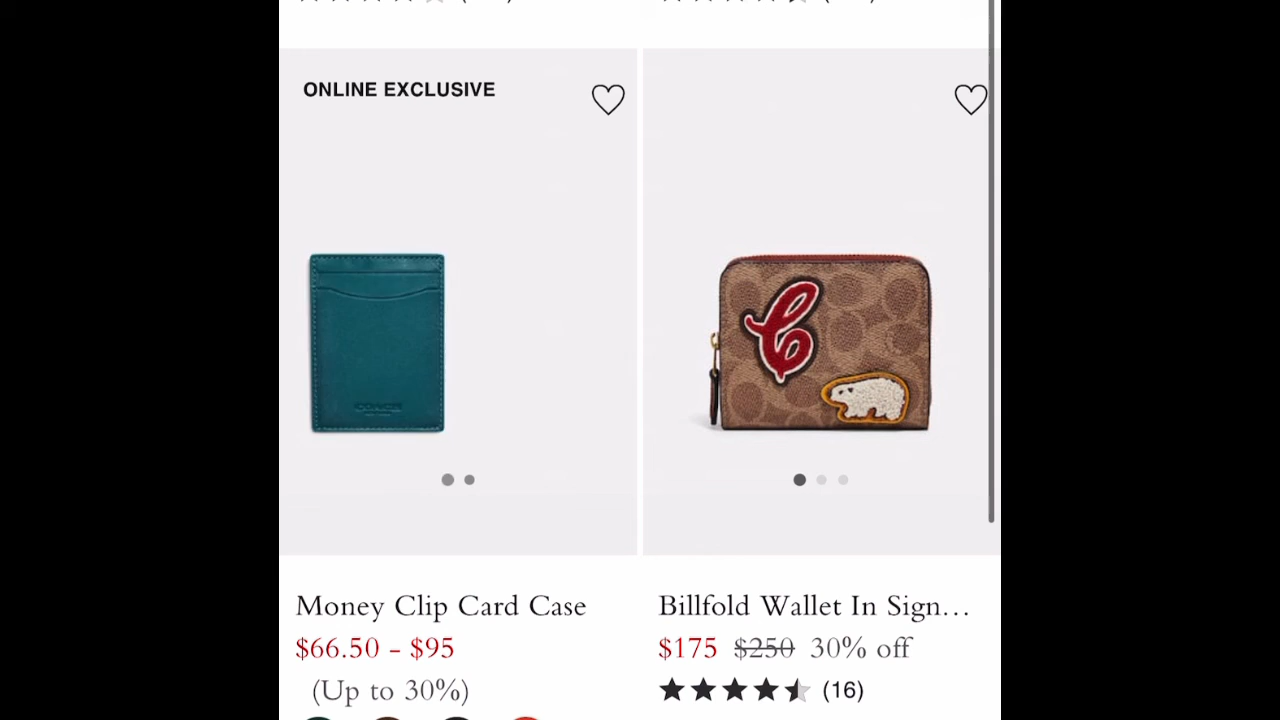 ONLINE EXCLUSIVE
COACH
Money Clip Card Case
$66.50 – $95
(Up to 30%)
Billfold Wallet In Sign…
$175 $250 30% off
(16)